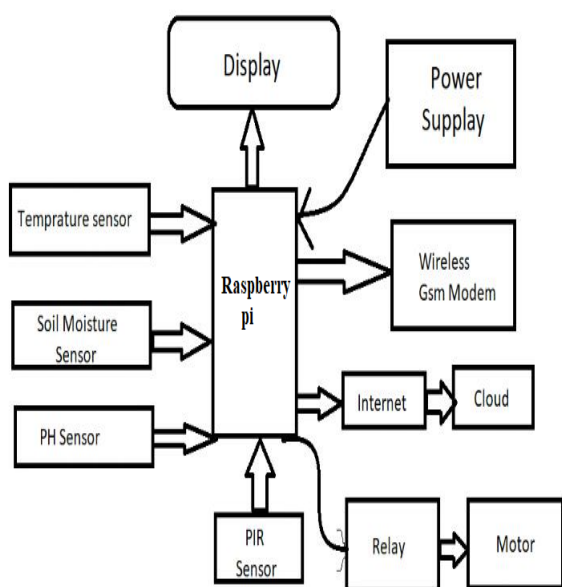 Display
Power
Supplay
Temprature sensor
Raspberry
pi
Wireless
Gsm Modem
Soil Moisture
Sensor
Internet
Cloud
PH Sensor
PIR
Sensor
Relay
Motor